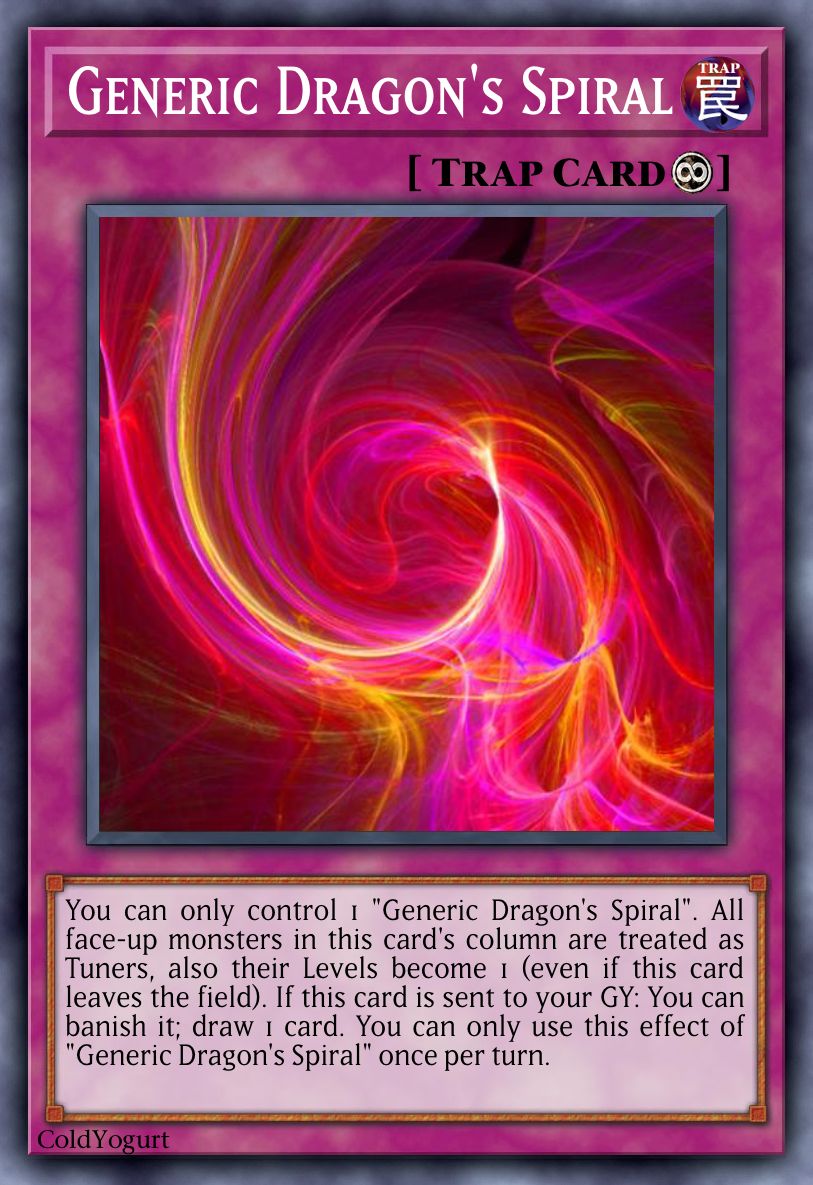 Generic Dragon's Spiral
TRAP
罠
[ Trap Card ]
You can only control 1 "Generic Dragon's Spiral". All
face-up monsters in this card's column are treated as
Tuners, also their Levels become 1 (even if this card
leaves the field). If this card is sent to your GY: You can
banish it; draw 1 card. You can only use this effect of
"Generic Dragon's Spiral" once per turn.
ColdYogurt